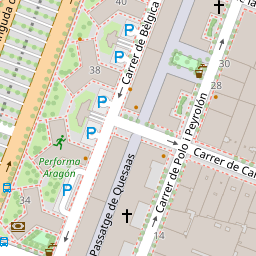 nguda d
Carrer de Bèlgica
40
38
30
28
36
Performa
Aragón
Carrer de Polo i Peyrolón
Carrer de Ca
Passatge de Quesaas
34
14
P
P
P
P
P